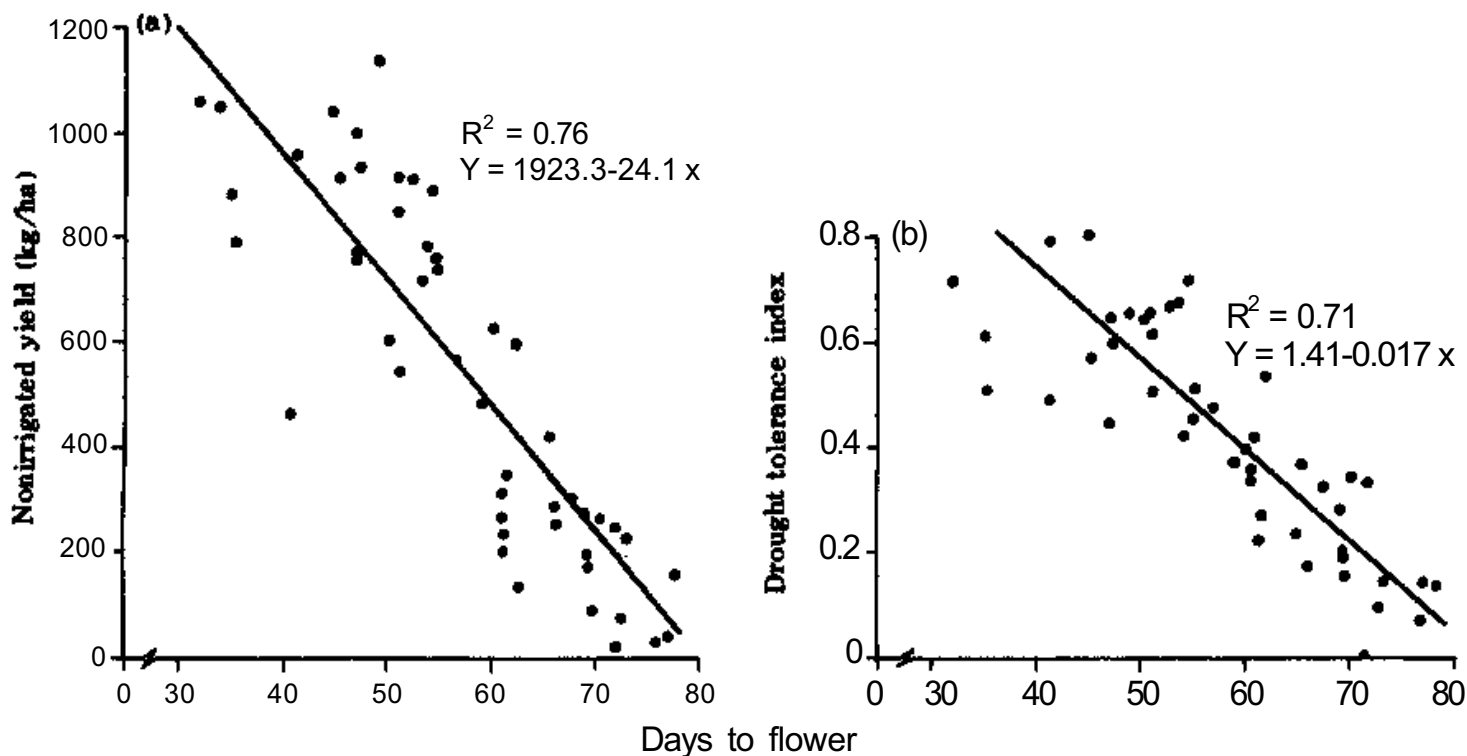 (a)
1200
1000
800
600
400
200
0
Nonirrigated yield (kg/ha)
R² = 0.76
Y = 1923.3-24.1 x
0 30 40 50 60 70 80
(b)
0.8
0.6
0.4
0.2
0
Drought tolerance index
R² = 0.71
Y = 1.41-0.017 x
0 30 40 50 60 70 80
Days to flower